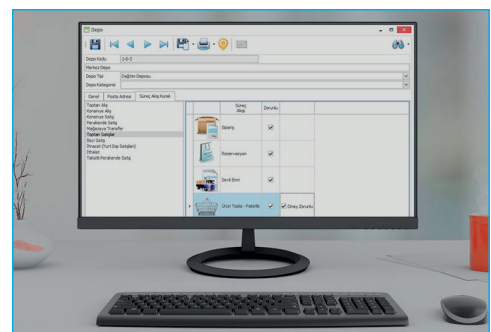 Depo
Depo Kodu 1-0-3
Merkez Depo
Depo Tipi Dağıtım Deposu
Depo Kategorisi
Genel Posta Adresi Süreç Akış Kuralı
Toptan Alış
Konsinye Alış
Konsinye Satış
Perakende Satış
Mağazaya Transfer
Toptan Satışlar
Bayi Satış
İhracat (Yurt Dışı Satışları)
İthalat
Taksitli Perakende Satış
Süreç Akışı Zorunlu
Sipariş
Rezervasyon
Sevk Emri
Ürün Topla - Paketle Onay Zorunlu